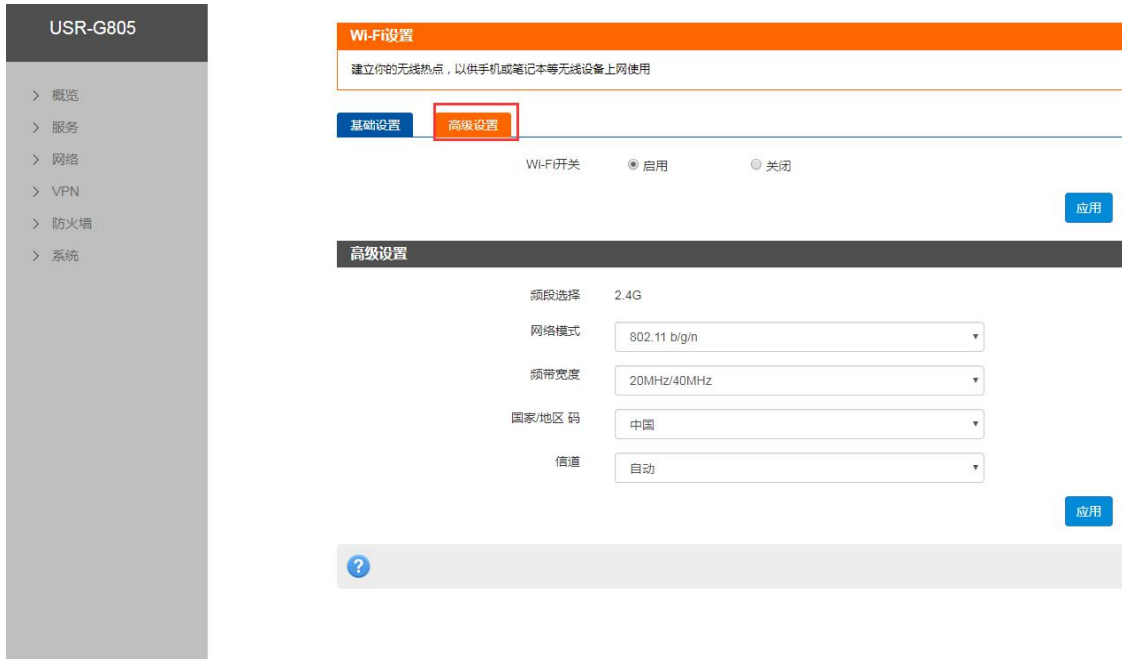 USR-G805
概览
服务
网络
VPN
防火墙
系统
Wi-Fi设置
建立你的无线热点，以供手机或笔记本等无线设备上网使用
基础设置 高级设置
Wi-Fi开关 启用 关闭
应用
高级设置
频段选择 2.4G
网络模式 802.11 b/g/n
频带宽度 20MHz/40MHz
国家/地区 码 中国
信道 自动
应用
?